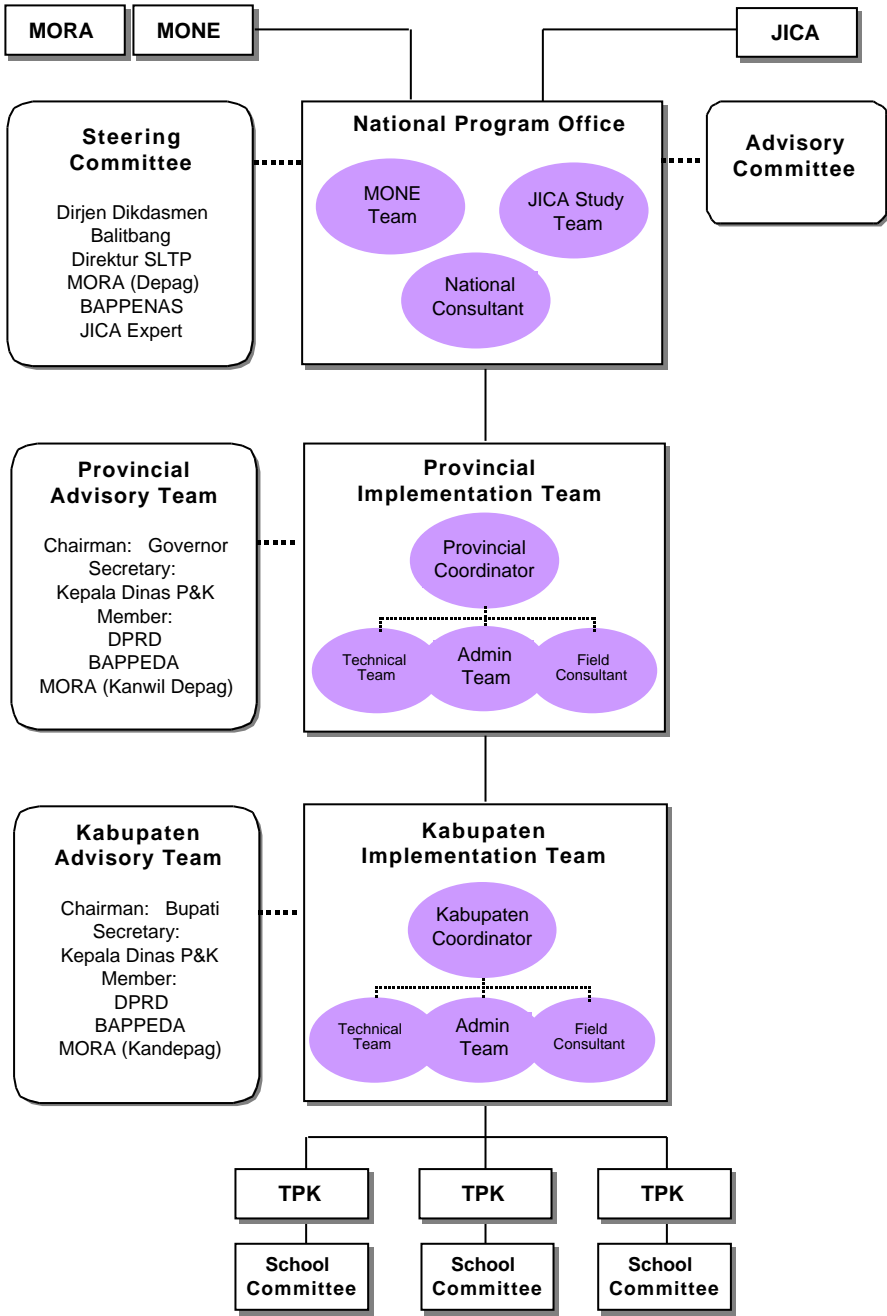 MORA
MONE
JICA
Steering
Committee
Dirjen Dikdasmen
Balitbang
Direktur SLTP
MORA (Depag)
BAPPENAS
JICA Expert
National Program Office
MONE
Team
JICA Study
Team
National
Consultant
Advisory
Committee
Provincial
Advisory Team
Chairman: Governor
Secretary:
Kepala Dinas P&K
Member:
DPRD
BAPPEDA
MORA (Kanwil Depag)
Provincial
Implementation Team
Provincial
Coordinator
Technical
Team
Admin
Team
Field
Consultant
Kabupaten
Advisory Team
Chairman: Bupati
Secretary:
Kepala Dinas P&K
Member:
DPRD
BAPPEDA
MORA (Kandepag)
Kabupaten
Implementation Team
Kabupaten
Coordinator
Technical
Team
Admin
Team
Field
Consultant
TPK
TPK
TPK
School
Committee
School
Committee
School
Committee